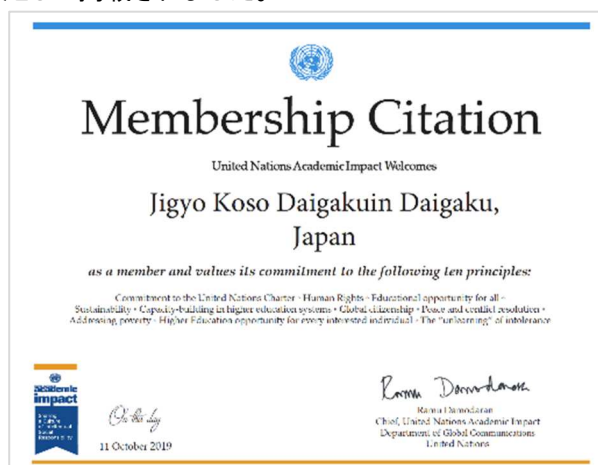 Membership Citation
United Nations Academic Impact Welcomes
Jigyo Koso Daigakuin Daigaku,
Japan
as a member and values its commitment to the following ten principles:
Commitment to the United Nations Charter · Human Rights · Educational opportunity for all ·
Sustainability · Capacity-building in higher education systems · Global citizenship · Peace and conflict resolution ·
Addressing poverty · Higher Education opportunity for every interested individual · The "unlearning" of intolerance
academic
impact
On this day
11 October 2019
Ramu Damodaran
Ramu Damodaran
Chief, United Nations Academic Impact
Department of Global Communications
United Nations